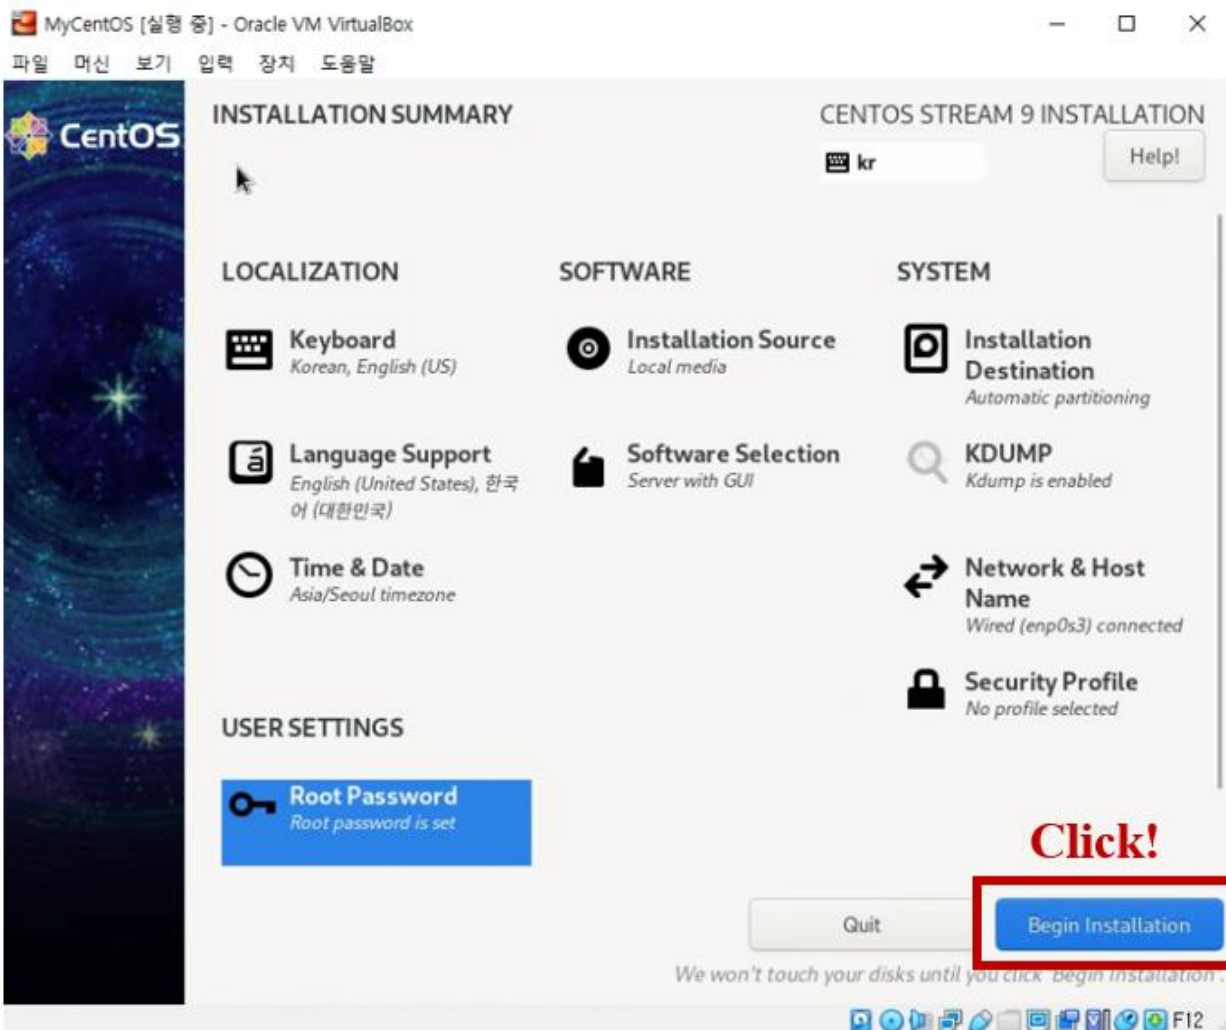 MyCentOS [실행 중] - Oracle VM VirtualBox
파일 머신 보기 입력 장치 도움말
CentOS
INSTALLATION SUMMARY
CENTOS STREAM 9 INSTALLATION
kr
Help!
LOCALIZATION
Keyboard
Korean, English (US)
Language Support
English (United States), 한국
어 (대한민국)
Time & Date
Asia/Seoul timezone
SOFTWARE
Installation Source
Local media
Software Selection
Server with GUI
SYSTEM
Installation
Destination
Automatic partitioning
KDUMP
Kdump is enabled
Network & Host
Name
Wired (enp0s3) connected
Security Profile
No profile selected
USER SETTINGS
Root Password
Root password is set
Click!
Quit
Begin Installation
We won't touch your disks until you click 'Begin Installation'.
F12